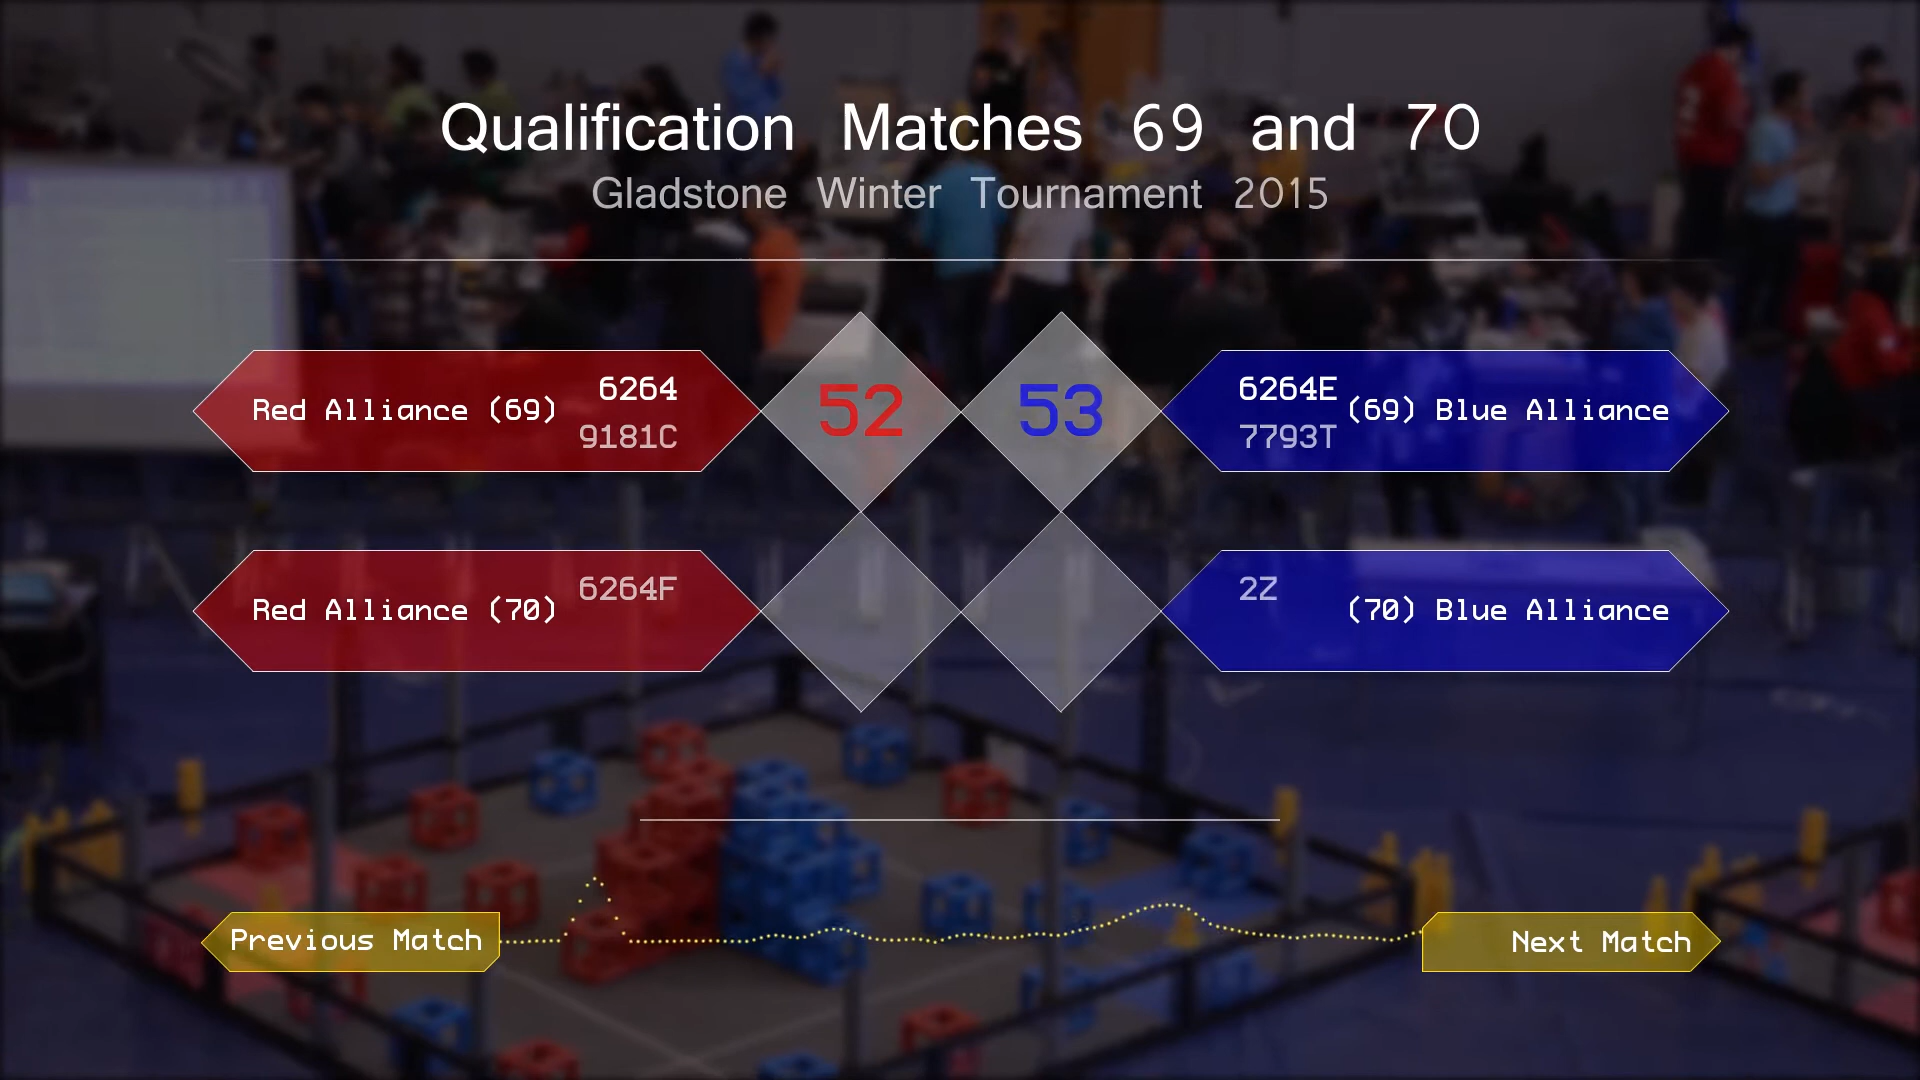 Qualification Matches 69 and 70
Gladstone Winter Tournament 2015
Red Alliance (69)
6264
9181C
52
53
6264E
7793T
(69) Blue Alliance
Red Alliance (70)
6264F
2Z
(70) Blue Alliance
Previous Match
Next Match